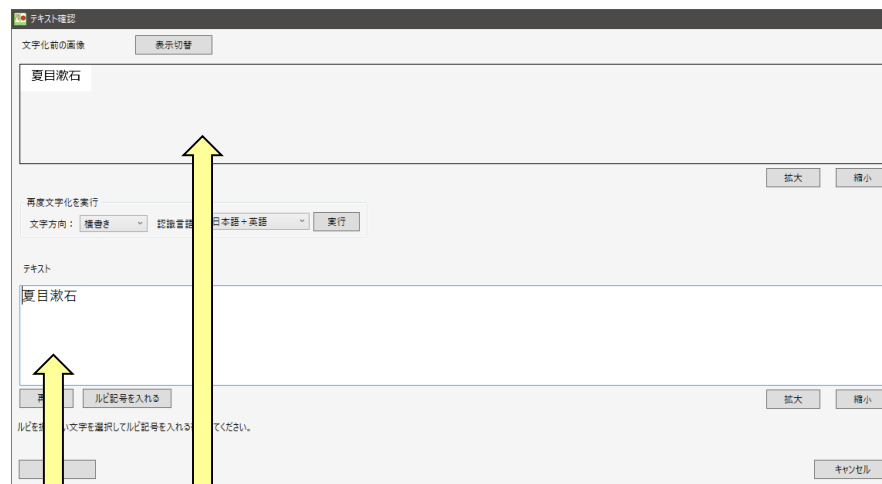 テキスト確認
文字化前の画像 表示切替
夏目漱石
拡大 縮小
再度文字化を実行
文字方向： 横書き 認識言語 日本語＋英語 実行
テキスト
夏目漱石
ルビ記号を入れる 拡大 縮小
文字を選択してルビ記号を入れる てください。
キャンセル